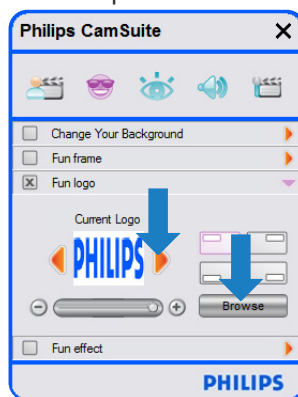 Philips CamSuite
Change Your Background
Fun frame
Fun logo
Current Logo
PHILIPS
Browse
Fun effect
PHILIPS